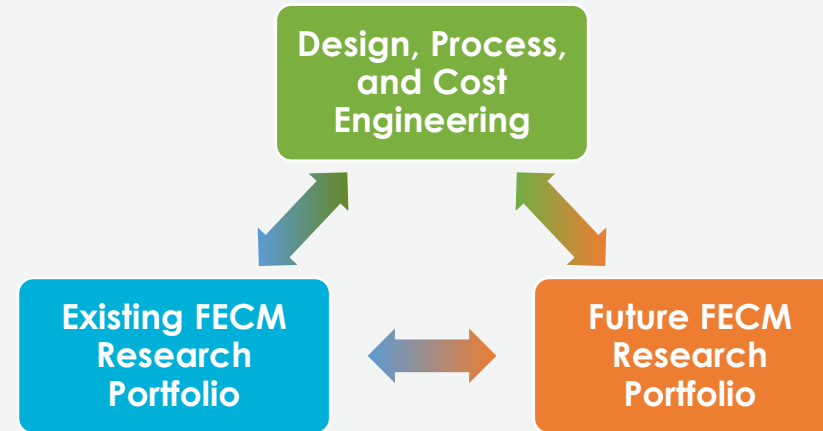 Design, Process,
and Cost
Engineering
Existing FECM
Research
Portfolio
Future FECM
Research
Portfolio